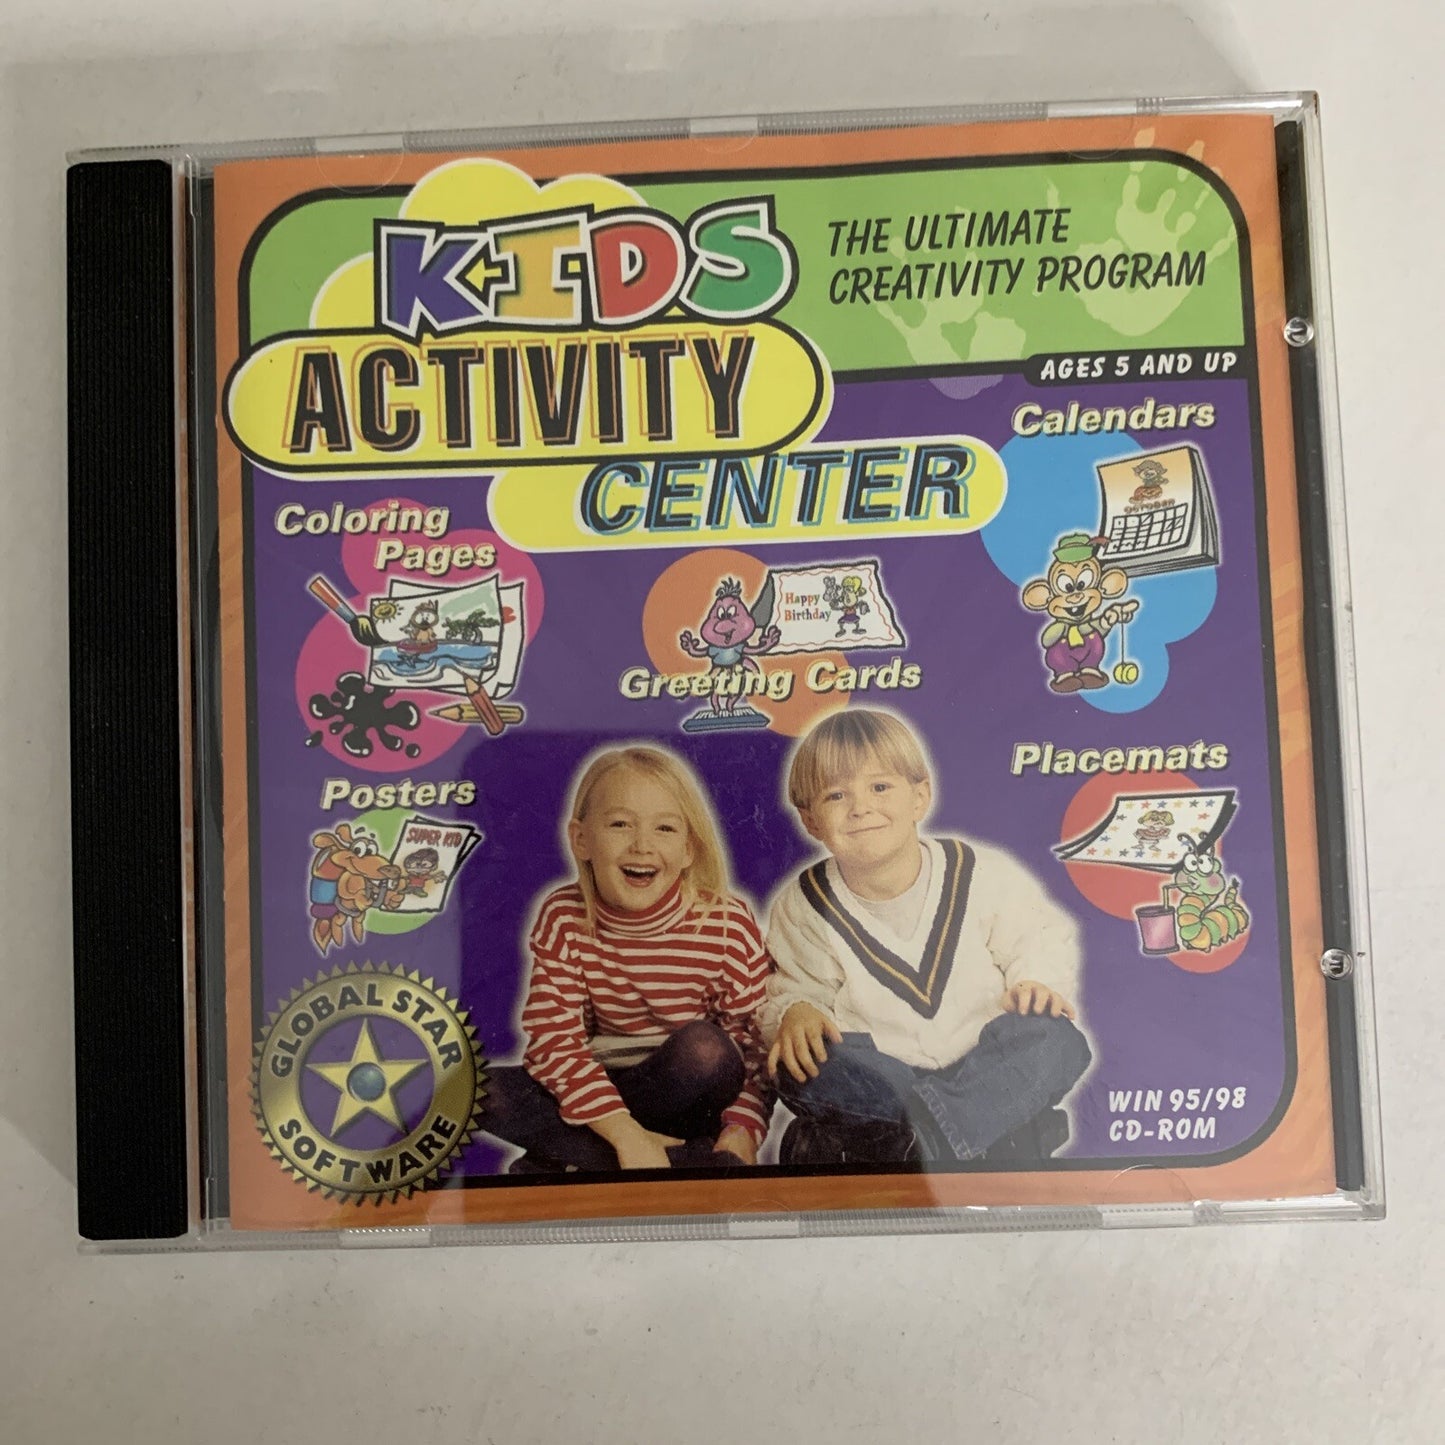 KIDS
ACTIVITY
CENTER
THE ULTIMATE
CREATIVITY PROGRAM
AGES 5 AND UP
Coloring
Pages
Calendars
OCTOBER
Happy
Birthday
Greeting Cards
Posters
SUPER KID
Placemats
GLOBAL STAR
SOFTWARE
WIN 95/98
CD-ROM